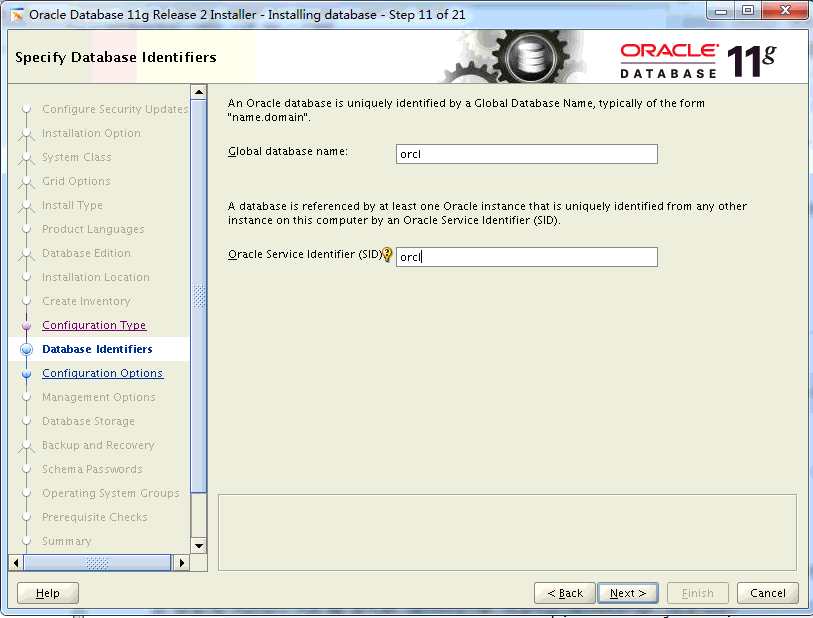 Oracle Database 11g Release 2 Installer - Installing database - Step 11 of 21
Specify Database Identifiers
ORACLE
DATABASE
11g
Configure Security Updates
Installation Option
System Class
Grid Options
Install Type
Product Languages
Database Edition
Installation Location
Create Inventory
Configuration Type
Database Identifiers
Configuration Options
Management Options
Database Storage
Backup and Recovery
Schema Passwords
Operating System Groups
Prerequisite Checks
Summary
An Oracle database is uniquely identified by a Global Database Name, typically of the form
"name.domain".
Global database name: orcl
A database is referenced by at least one Oracle instance that is uniquely identified from any other
instance on this computer by an Oracle Service Identifier (SID).
Oracle Service Identifier (SID) orcl
Help
< Back Next > Finish Cancel